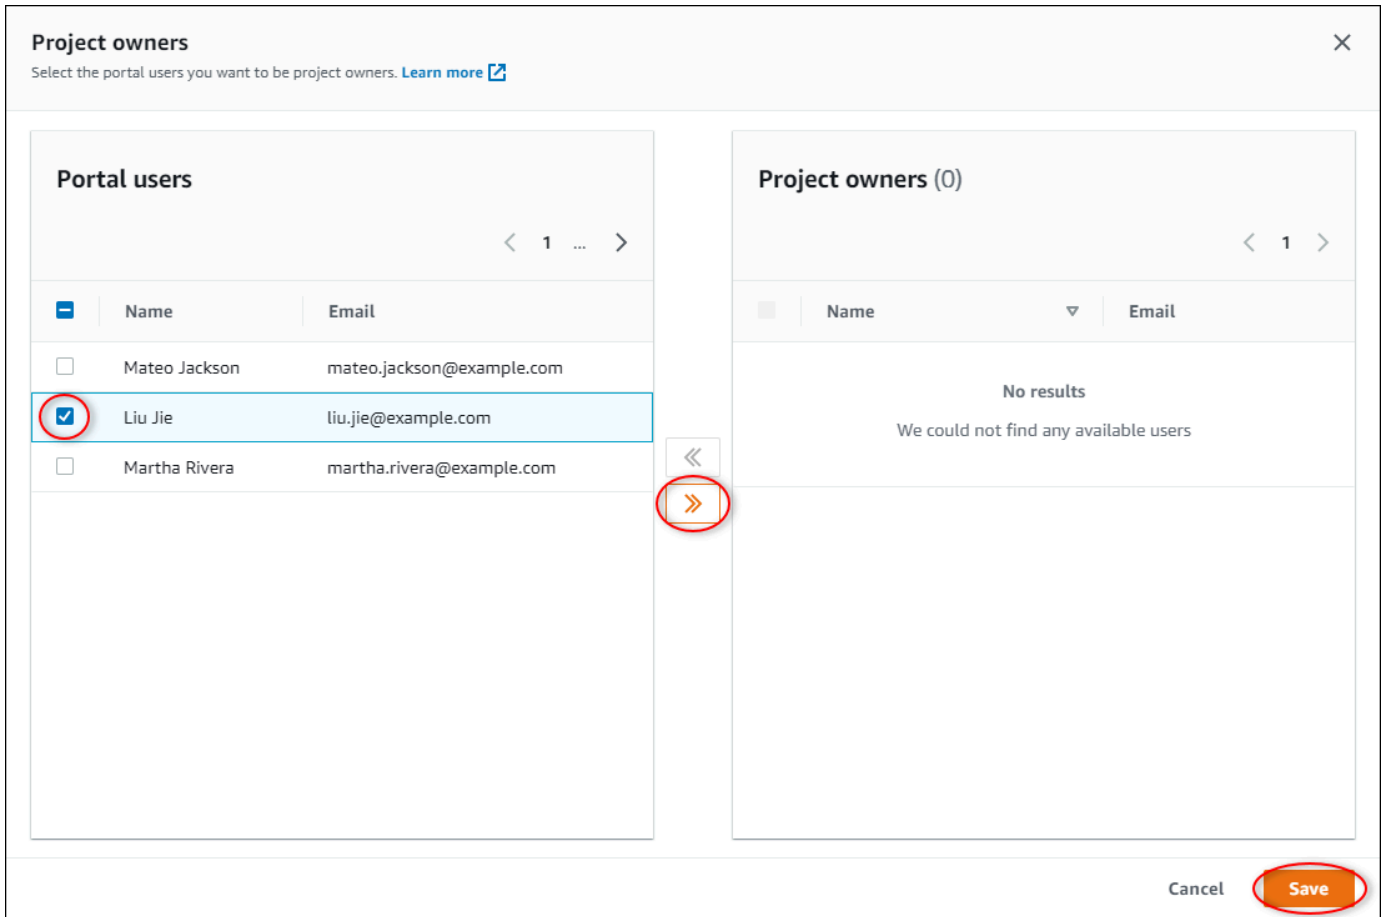 Project owners
Select the portal users you want to be project owners. Learn more
Portal users
1 ...
Name Email
Mateo Jackson mateo.jackson@example.com
Liu Jie liu.jie@example.com
Martha Rivera martha.rivera@example.com
Project owners (0)
1
Name Email
No results
We could not find any available users
Cancel Save